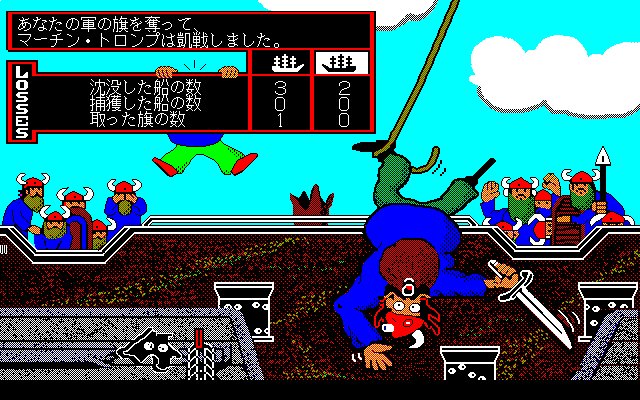 あなたの軍の旗を奪って、
マーチン・トロンプは凱戦しました。
LOSSES
沈没した船の数 3 2
捕獲した船の数 0 0
取った旗の数 1 0